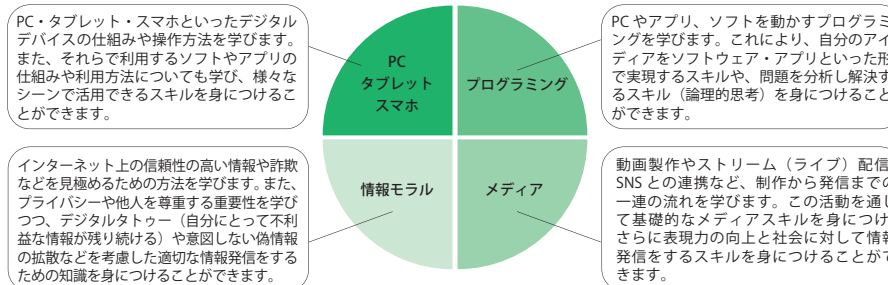 PC・タブレット・スマホといったデジタル
デバイスの仕組みや操作方法を学びます。
また、それらで利用するソフトやアプリの
仕組みや利用方法についても学び、様々な
シーンで活用できるスキルを身につけるこ
とができます。
PC
タブレット
スマホ
プログラミング
PC やアプリ、ソフトを動かすプログラミ
ングを学びます。これにより、自分のアイ
ディアをソフトウェア・アプリといった形
で実現するスキルや、問題を分析し解決す
るスキル（論理的思考）を身につけること
ができます。
インターネット上の信頼性の高い情報や詐欺
などを見極めるための方法を学びます。また、
プライバシーや他人を尊重する重要性を学び
つつ、デジタルタトゥー（自分にとって不利
益な情報が残り続ける）や意図しない偽情報
の拡散などを考慮した適切な情報発信をする
ための知識を身につけることができます。
情報モラル
メディア
動画製作やストリーム（ライブ）配信
SNS との連携など、制作から発信までの
一連の流れを学びます。この活動を通し
て基礎的なメディアスキルを身につけ
さらに表現力の向上と社会に対して情報
発信をするスキルを身につけることがで
きます。